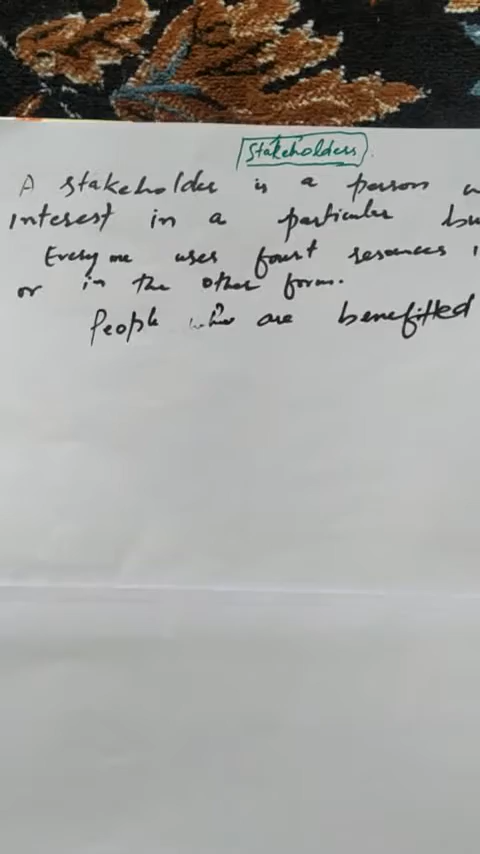 Stakeholders
A stakeholder is a person
interest in a particular bu
Every one uses forest resources
or in the other form.
People who are benefitted